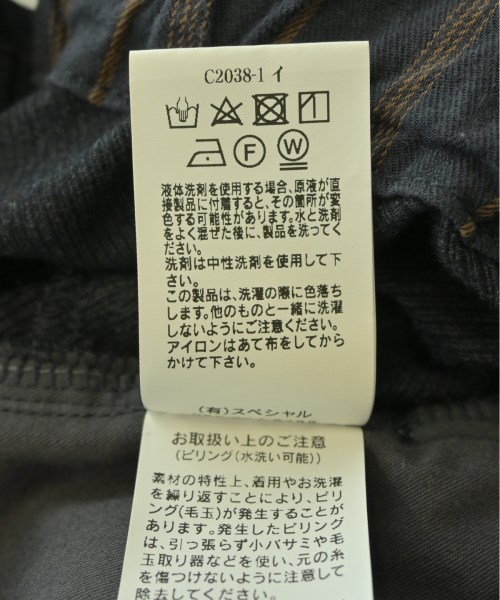 C2038-1 イ
F W
液体洗剤を使用する場合、原液が直
接製品に付着すると、その箇所が変
色する可能性があります。水と洗剤
をよく混ぜた後に、製品を洗ってく
ださい。
洗剤は中性洗剤を使用して下
さい。
この製品は、洗濯の際に色落ち
します。他のものと一緒に洗濯
しないようにご注意ください。
アイロンはあて布をしてから
かけて下さい。
(有)スペシャル
お取扱い上のご注意
(ピリング(水洗い可能))
素材の特性上、着用やお洗濯
を繰り返すことにより、ピリ
ング(毛玉)が発生することが
あります。発生したピリング
は、引っ張らず小バサミや毛
玉取り器などを使い、元の糸
を傷つけないように注意して
除去してください。